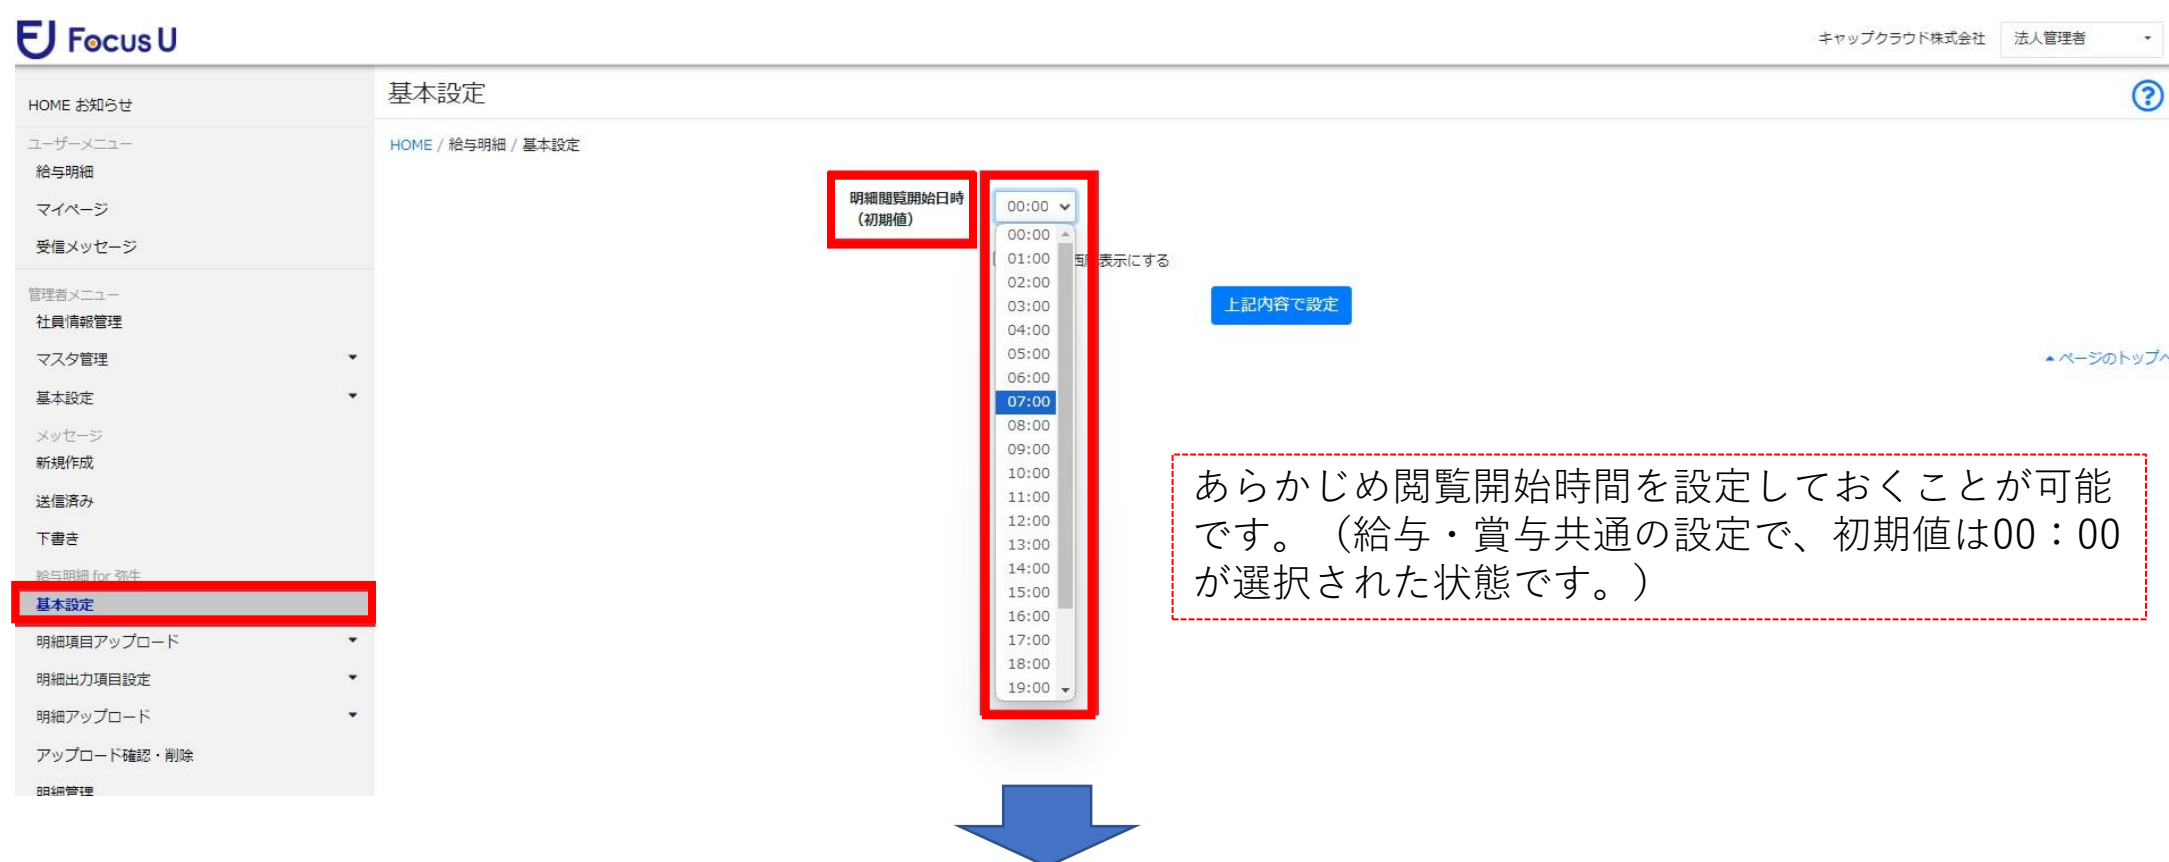 Focus U
キャップクラウド株式会社
法人管理者
HOME お知らせ
ユーザーメニュー
給与明細
マイページ
受信メッセージ
管理者メニュー
社員情報管理
マスタ管理
基本設定
メッセージ
新規作成
送信済み
下書き
給与明細 for 弥生
基本設定
明細項目アップロード
明細出力項目設定
明細アップロード
アップロード確認・削除
明細管理
基本設定
HOME / 給与明細 / 基本設定
明細閲覧開始日時
（初期値）
00:00
00:00
01:00
02:00
03:00
04:00
05:00
06:00
07:00
08:00
09:00
10:00
11:00
12:00
13:00
14:00
15:00
16:00
17:00
18:00
19:00
表示にする
上記内容で設定
ページのトップへ
あらかじめ閲覧開始時間を設定しておくことが可能
です。（給与・賞与共通の設定で、初期値は00：00
が選択された状態です。）